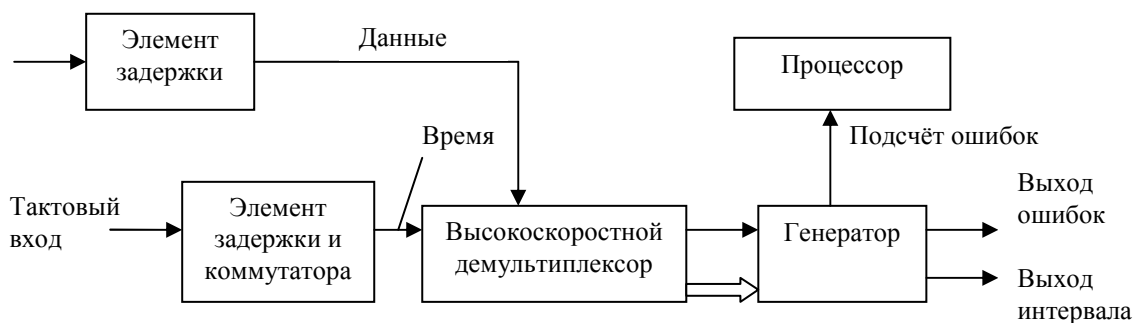 Элемент
задержки
Данные
Процессор
Время
Подсчёт ошибок
Тактовый
вход
Элемент
задержки и
коммутатора
Высокоскоростной
демультиплексор
Генератор
Выход
ошибок
Выход
интервала